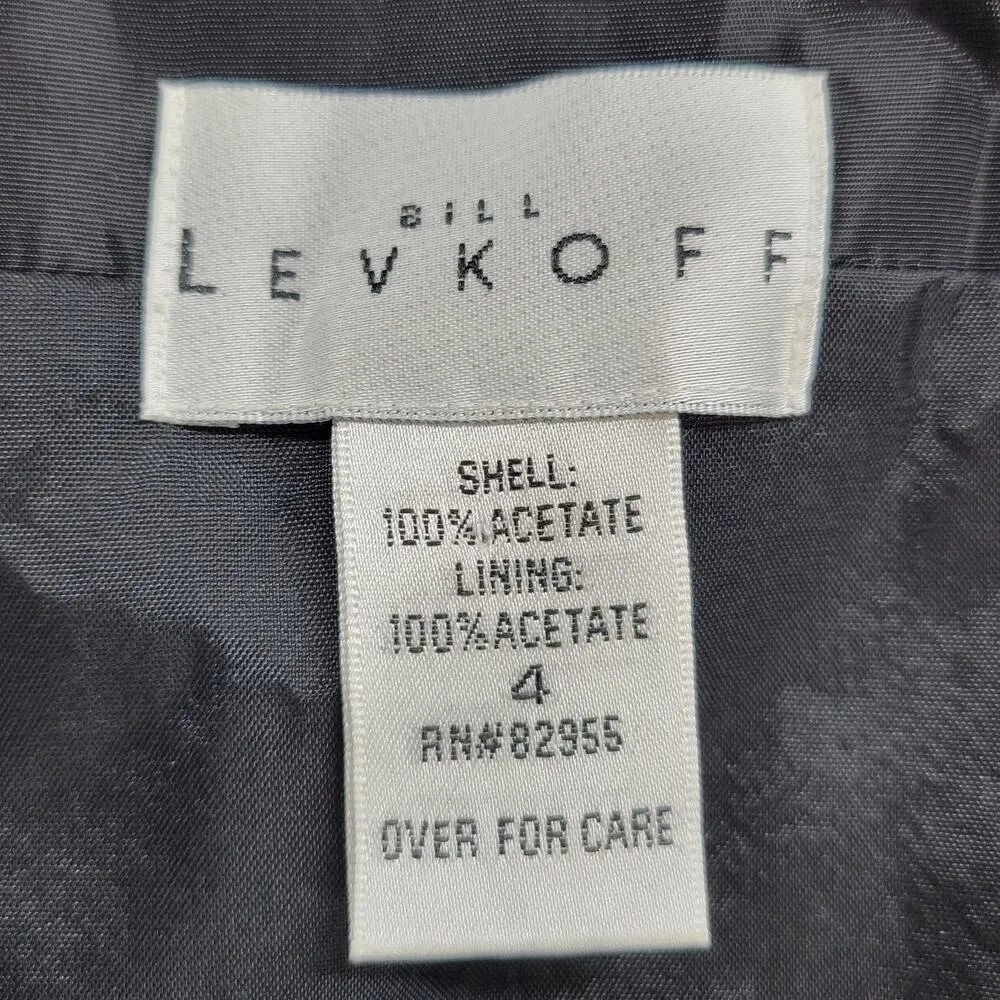 BILL
LEVKOFF
SHELL:
100% ACETATE
LINING:
100% ACETATE
4
RN#82955
OVER FOR CARE